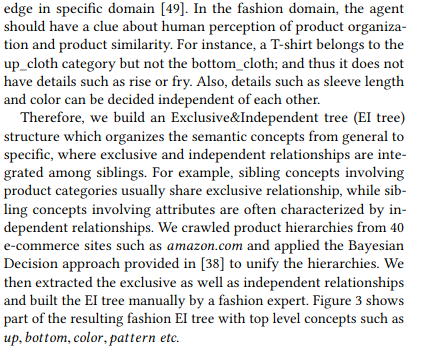 edge in specific domain [49]. In the fashion domain, the agent
should have a clue about human perception of product organiza-
tion and product similarity. For instance, a T-shirt belongs to the
up_cloth category but not the bottom_cloth; and thus it does not
have details such as rise or fry. Also, details such as sleeve length
and color can be decided independent of each other.
Therefore, we build an Exclusive&Independent tree (EI tree)
structure which organizes the semantic concepts from general to
specific, where exclusive and independent relationships are inte-
grated among siblings. For example, sibling concepts involving
product categories usually share exclusive relationship, while sib-
ling concepts involving attributes are often characterized by in-
dependent relationships. We crawled product hierarchies from 40
e-commerce sites such as amazon.com and applied the Bayesian
Decision approach provided in [38] to unify the hierarchies. We
then extracted the exclusive as well as independent relationships
and built the EI tree manually by a fashion expert. Figure 3 shows
part of the resulting fashion EI tree with top level concepts such as
up, bottom, color, pattern etc.